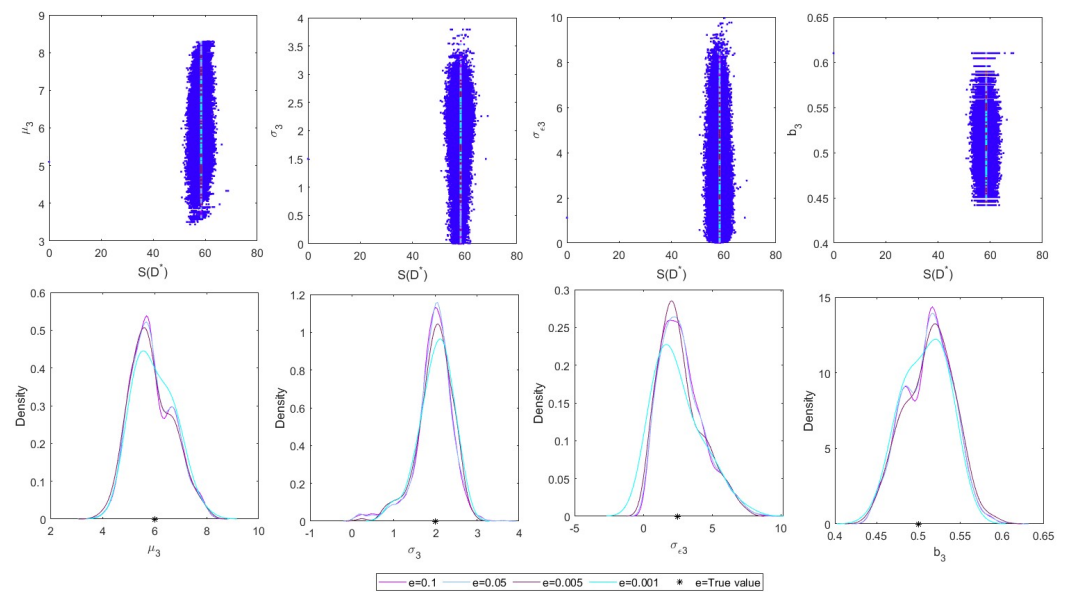 9
8
7
6
5
4
3
μ3
0 20 40 60 80
S(D*)
4
3.5
3
2.5
2
1.5
1
0.5
0
σ3
0 20 40 60 80
S(D*)
10
8
6
4
2
0
σϵ3
0 20 40 60 80
S(D*)
0.65
0.6
0.55
0.5
0.45
0.4
b3
0 20 40 60 80
S(D*)
0.6
0.5
0.4
0.3
0.2
0.1
0
Density
2 4 6 8 10
μ3
1.2
1
0.8
0.6
0.4
0.2
0
Density
-1 0 1 2 3 4
σ3
0.3
0.25
0.2
0.15
0.1
0.05
0
Density
-5 0 5 10
σϵ3
15
10
5
0
Density
0.4 0.45 0.5 0.55 0.6 0.65
b3
e=0.1 e=0.05 e=0.005 e=0.001 * e=True value